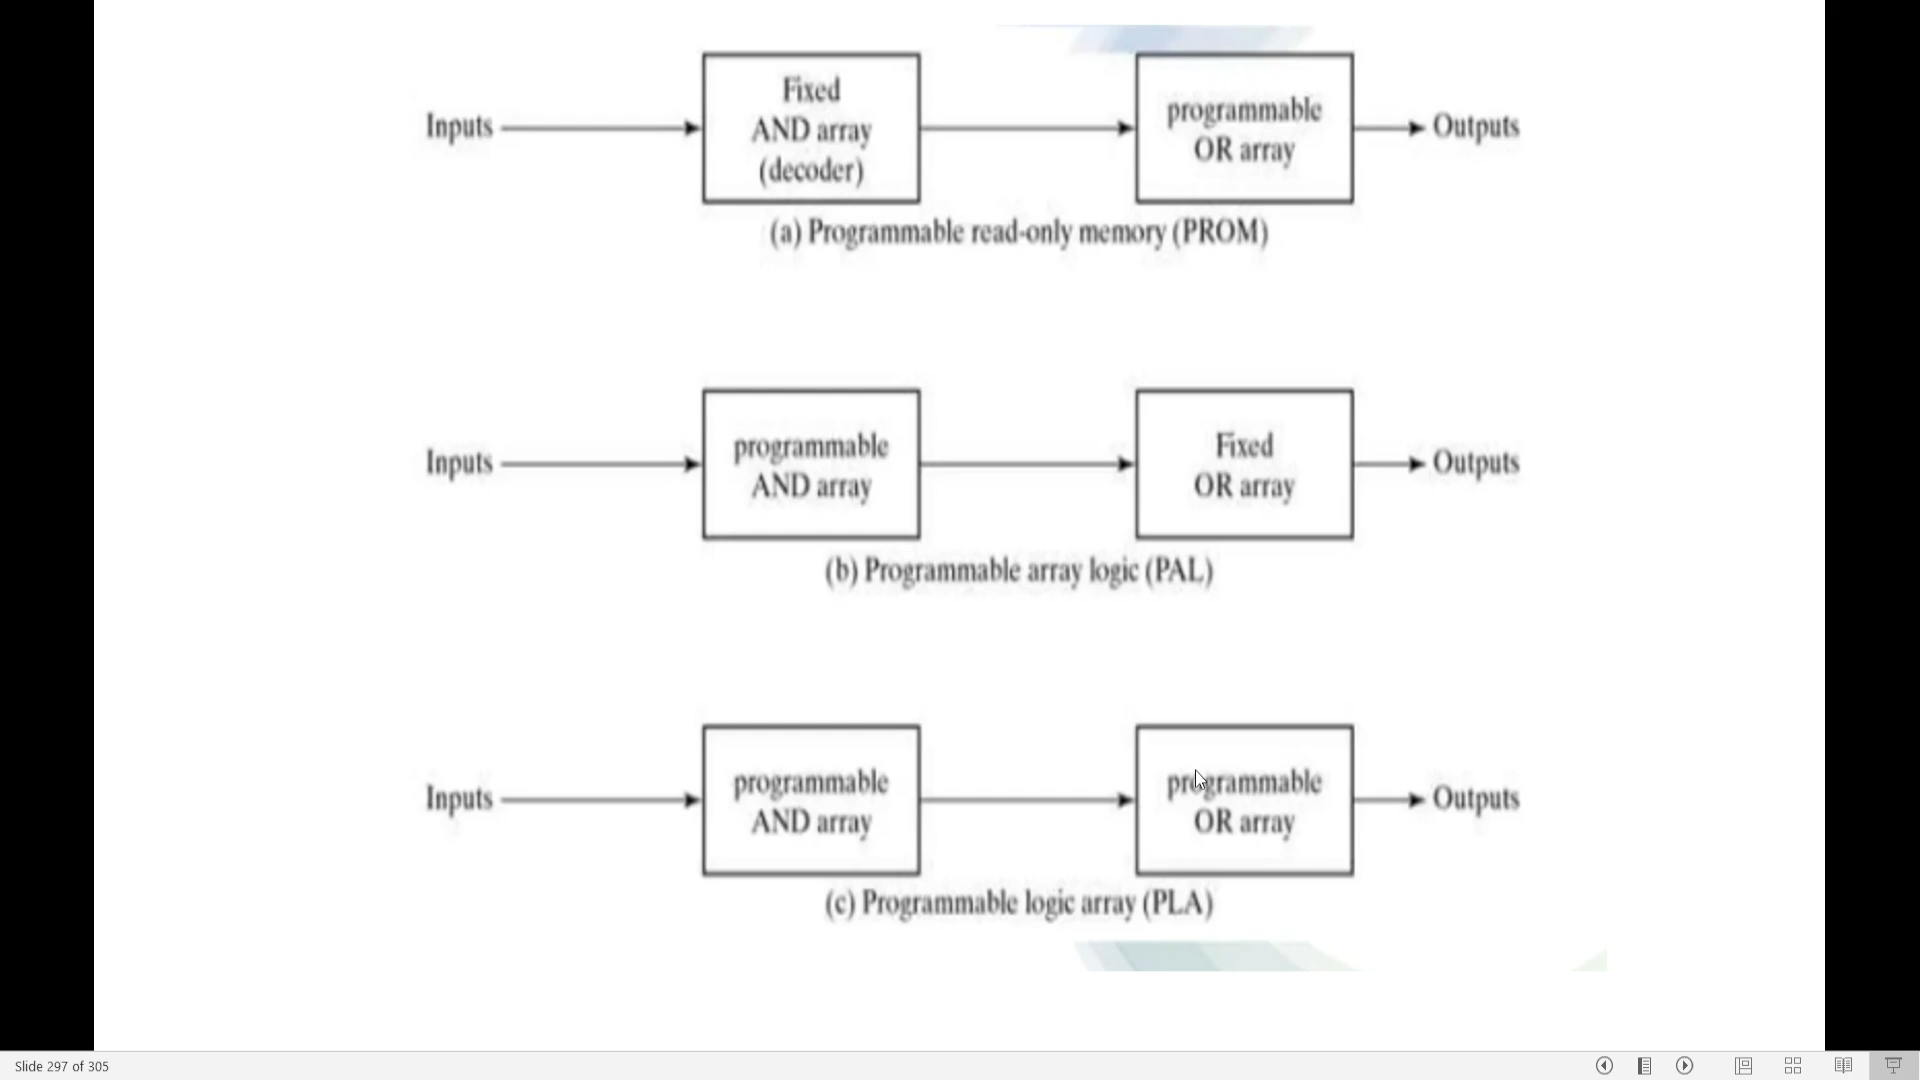 Fixed
AND array
(decoder)
programmable
OR array
Inputs
Outputs
(a) Programmable read-only memory (PROM)
programmable
AND array
Fixed
OR array
Inputs
Outputs
(b) Programmable array logic (PAL)
programmable
AND array
programmable
OR array
Inputs
Outputs
(c) Programmable logic array (PLA)
Slide 297 of 305